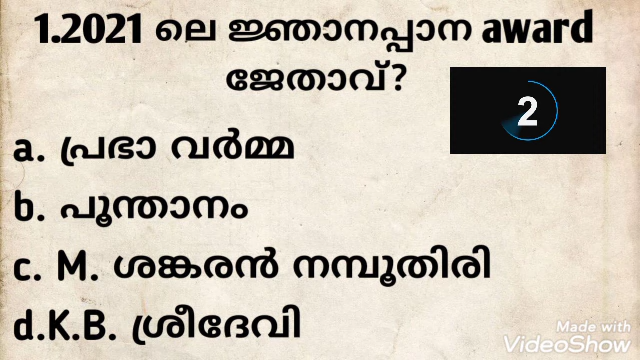 1.2021 ലെ ജ്ഞാനപ്പാന award
ജേതാവ്?
2
a. പ്രഭാ വർമ്മ
b. പൂന്താനം
c. M. ശങ്കരൻ നമ്പൂതിരി
d.K.B. ശ്രീദേവി
Made with
VideoShow